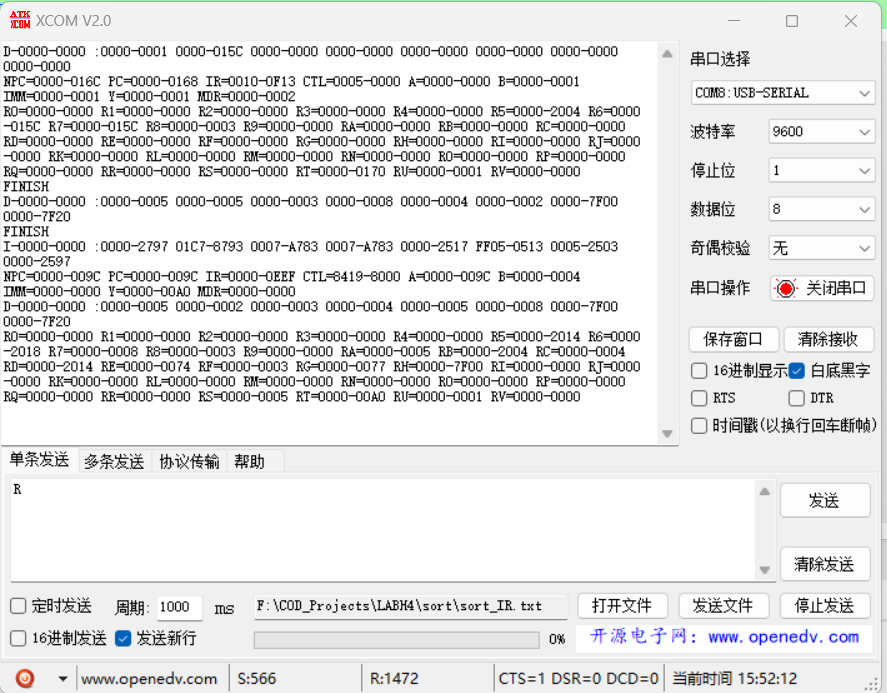 ATK
XCOM
XCOM V2.0
D-0000-0000 :0000-0001 0000-015C 0000-0000 0000-0000 0000-0000 0000-0000 0000-0000
0000-0000
NPC=0000-016C PC=0000-0168 IR=0010-0F13 CTL=0005-0000 A=0000-0000 B=0000-0001
IMM=0000-0001 Y=0000-0001 MDR=0000-0002
R0=0000-0000 R1=0000-0000 R2=0000-0000 R3=0000-0000 R4=0000-0000 R5=0000-2004 R6=0000
-015C R7=0000-015C R8=0000-0003 R9=0000-0000 RA=0000-0000 RB=0000-0000 RC=0000-0000
RD=0000-0000 RE=0000-0000 RF=0000-0000 RG=0000-0000 RH=0000-0000 RI=0000-0000 RJ=0000
-0000 RK=0000-0000 RL=0000-0000 RM=0000-0000 RN=0000-0000 RO=0000-0000 RP=0000-0000
RQ=0000-0000 RR=0000-0000 RS=0000-0000 RT=0000-0170 RU=0000-0001 RV=0000-0000
FINISH
D-0000-0000 :0000-0005 0000-0005 0000-0003 0000-0008 0000-0004 0000-0002 0000-7F00
0000-7F20
FINISH
I-0000-0000 :0000-2797 01C7-8793 0007-A783 0007-A783 0000-2517 FF05-0513 0005-2503
0000-2597
NPC=0000-009C PC=0000-009C IR=0000-0EEF CTL=8419-8000 A=0000-009C B=0000-0004
IMM=0000-0000 Y=0000-00A0 MDR=0000-0000
D-0000-0000 :0000-0005 0000-0002 0000-0003 0000-0004 0000-0005 0000-0008 0000-7F00
0000-7F20
R0=0000-0000 R1=0000-0000 R2=0000-0000 R3=0000-0000 R4=0000-0000 R5=0000-2014 R6=0000
-2018 R7=0000-0008 R8=0000-0003 R9=0000-0000 RA=0000-0005 RB=0000-2004 RC=0000-0004
RD=0000-2014 RE=0000-0074 RF=0000-0003 RG=0000-0077 RH=0000-7F00 RI=0000-0000 RJ=0000
-0000 RK=0000-0000 RL=0000-0000 RM=0000-0000 RN=0000-0000 RO=0000-0000 RP=0000-0000
RQ=0000-0000 RR=0000-0000 RS=0000-0005 RT=0000-00A0 RU=0000-0001 RV=0000-0000
串口选择
COM8:USB-SERIAL
波特率 9600
停止位 1
数据位 8
奇偶校验 无
串口操作 关闭串口
保存窗口 清除接收
16进制显示 白底黑字
RTS DTR
时间戳(以换行回车断帧)
单条发送 多条发送 协议传输 帮助
R
发送
清除发送
定时发送 周期: 1000 ms F:\COD_Projects\LABH4\sort\sort_IR.txt 打开文件 发送文件 停止发送
16进制发送 发送新行 0% 开源电子网: www.openedv.com
www.openedv.com S:566 R:1472 CTS=1 DSR=0 DCD=0 当前时间 15:52:12